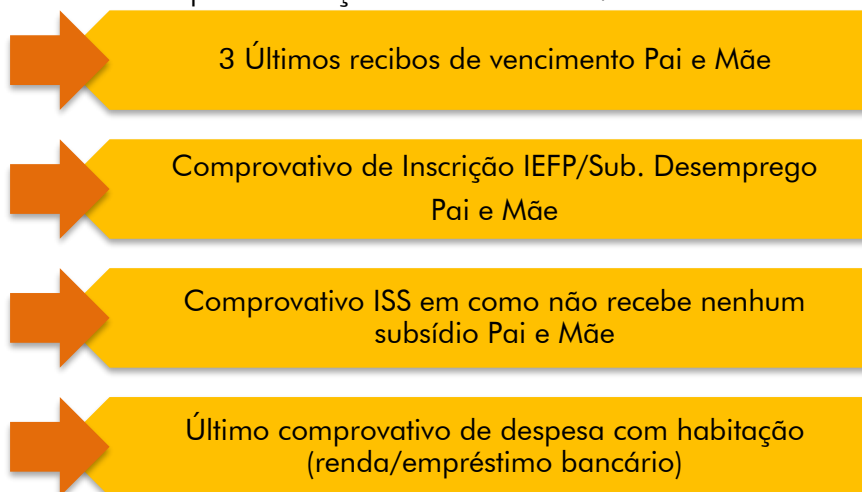 3 Últimos recibos de vencimento Pai e Mãe
Comprovativo de Inscrição IEFP/Sub. Desemprego
Pai e Mãe
Comprovativo ISS em como não recebe nenhum
subsídio Pai e Mãe
Último comprovativo de despesa com habitação
(renda/empréstimo bancário)